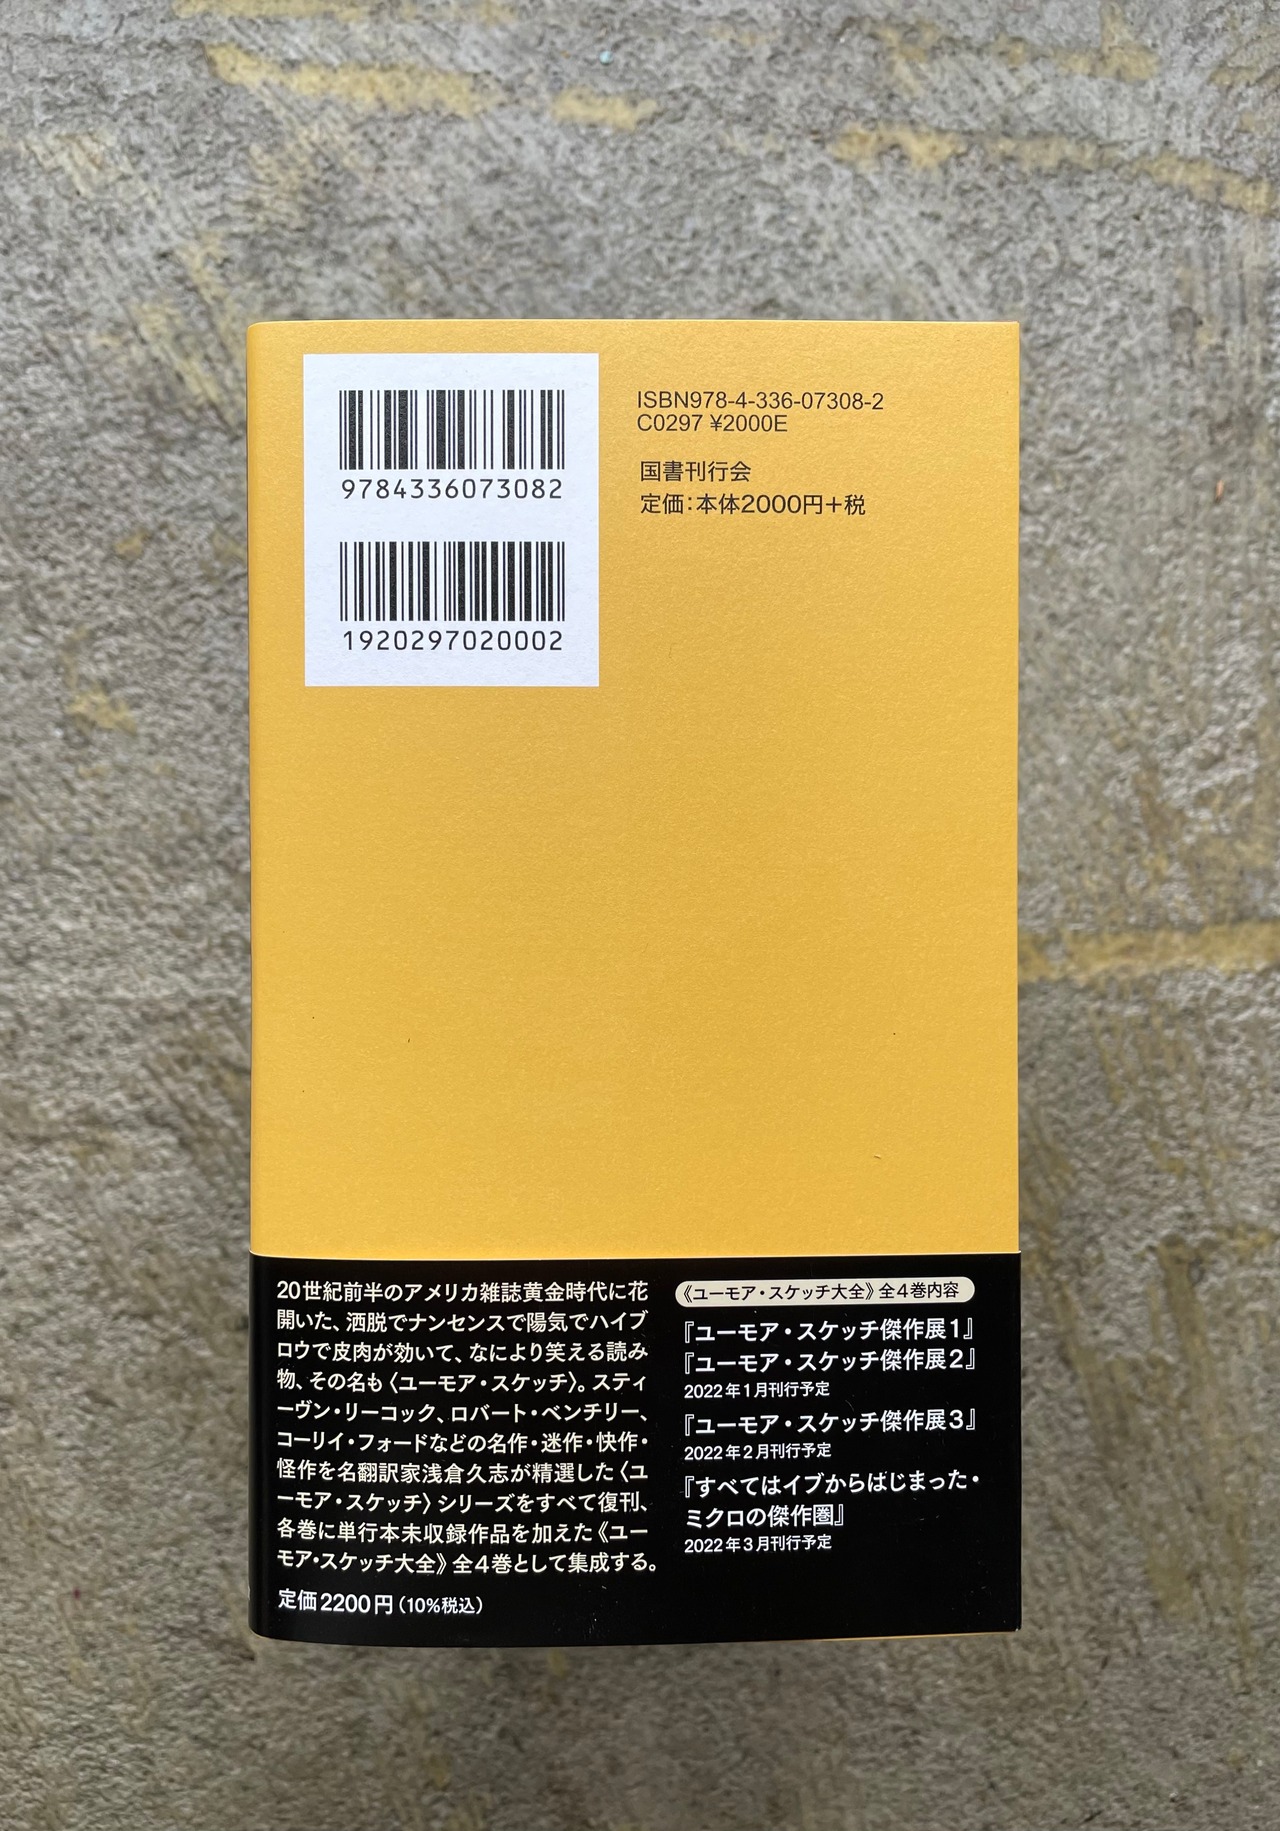 9784336073082
1920297020002
ISBN978-4-336-07308-2
C0297 ¥2000E
国書刊行会
定価:本体2000円+税
20世紀前半のアメリカ雑誌黄金時代に花
開いた、洒脱でナンセンスで陽気でハイブ
ロウで皮肉が効いて、なにより笑える読み
物、その名も〈ユーモア・スケッチ〉。スティ
ーヴン・リーコック、ロバート・ベンチリー、
コーリイ・フォードなどの名作・迷作・快作・
怪作を名翻訳家浅倉久志が精選した〈ユ
ーモア・スケッチ〉シリーズをすべて復刊、
各巻に単行本未収録作品を加えた《ユー
モア・スケッチ大全》全4巻として集成する。
定価2200円(10%税込)
《ユーモア・スケッチ大全》全4巻内容
『ユーモア・スケッチ傑作展1』
『ユーモア・スケッチ傑作展2』
2022年1月刊行予定
『ユーモア・スケッチ傑作展3』
2022年2月刊行予定
『すべてはイブからはじまった・
ミクロの傑作圏』
2022年3月刊行予定